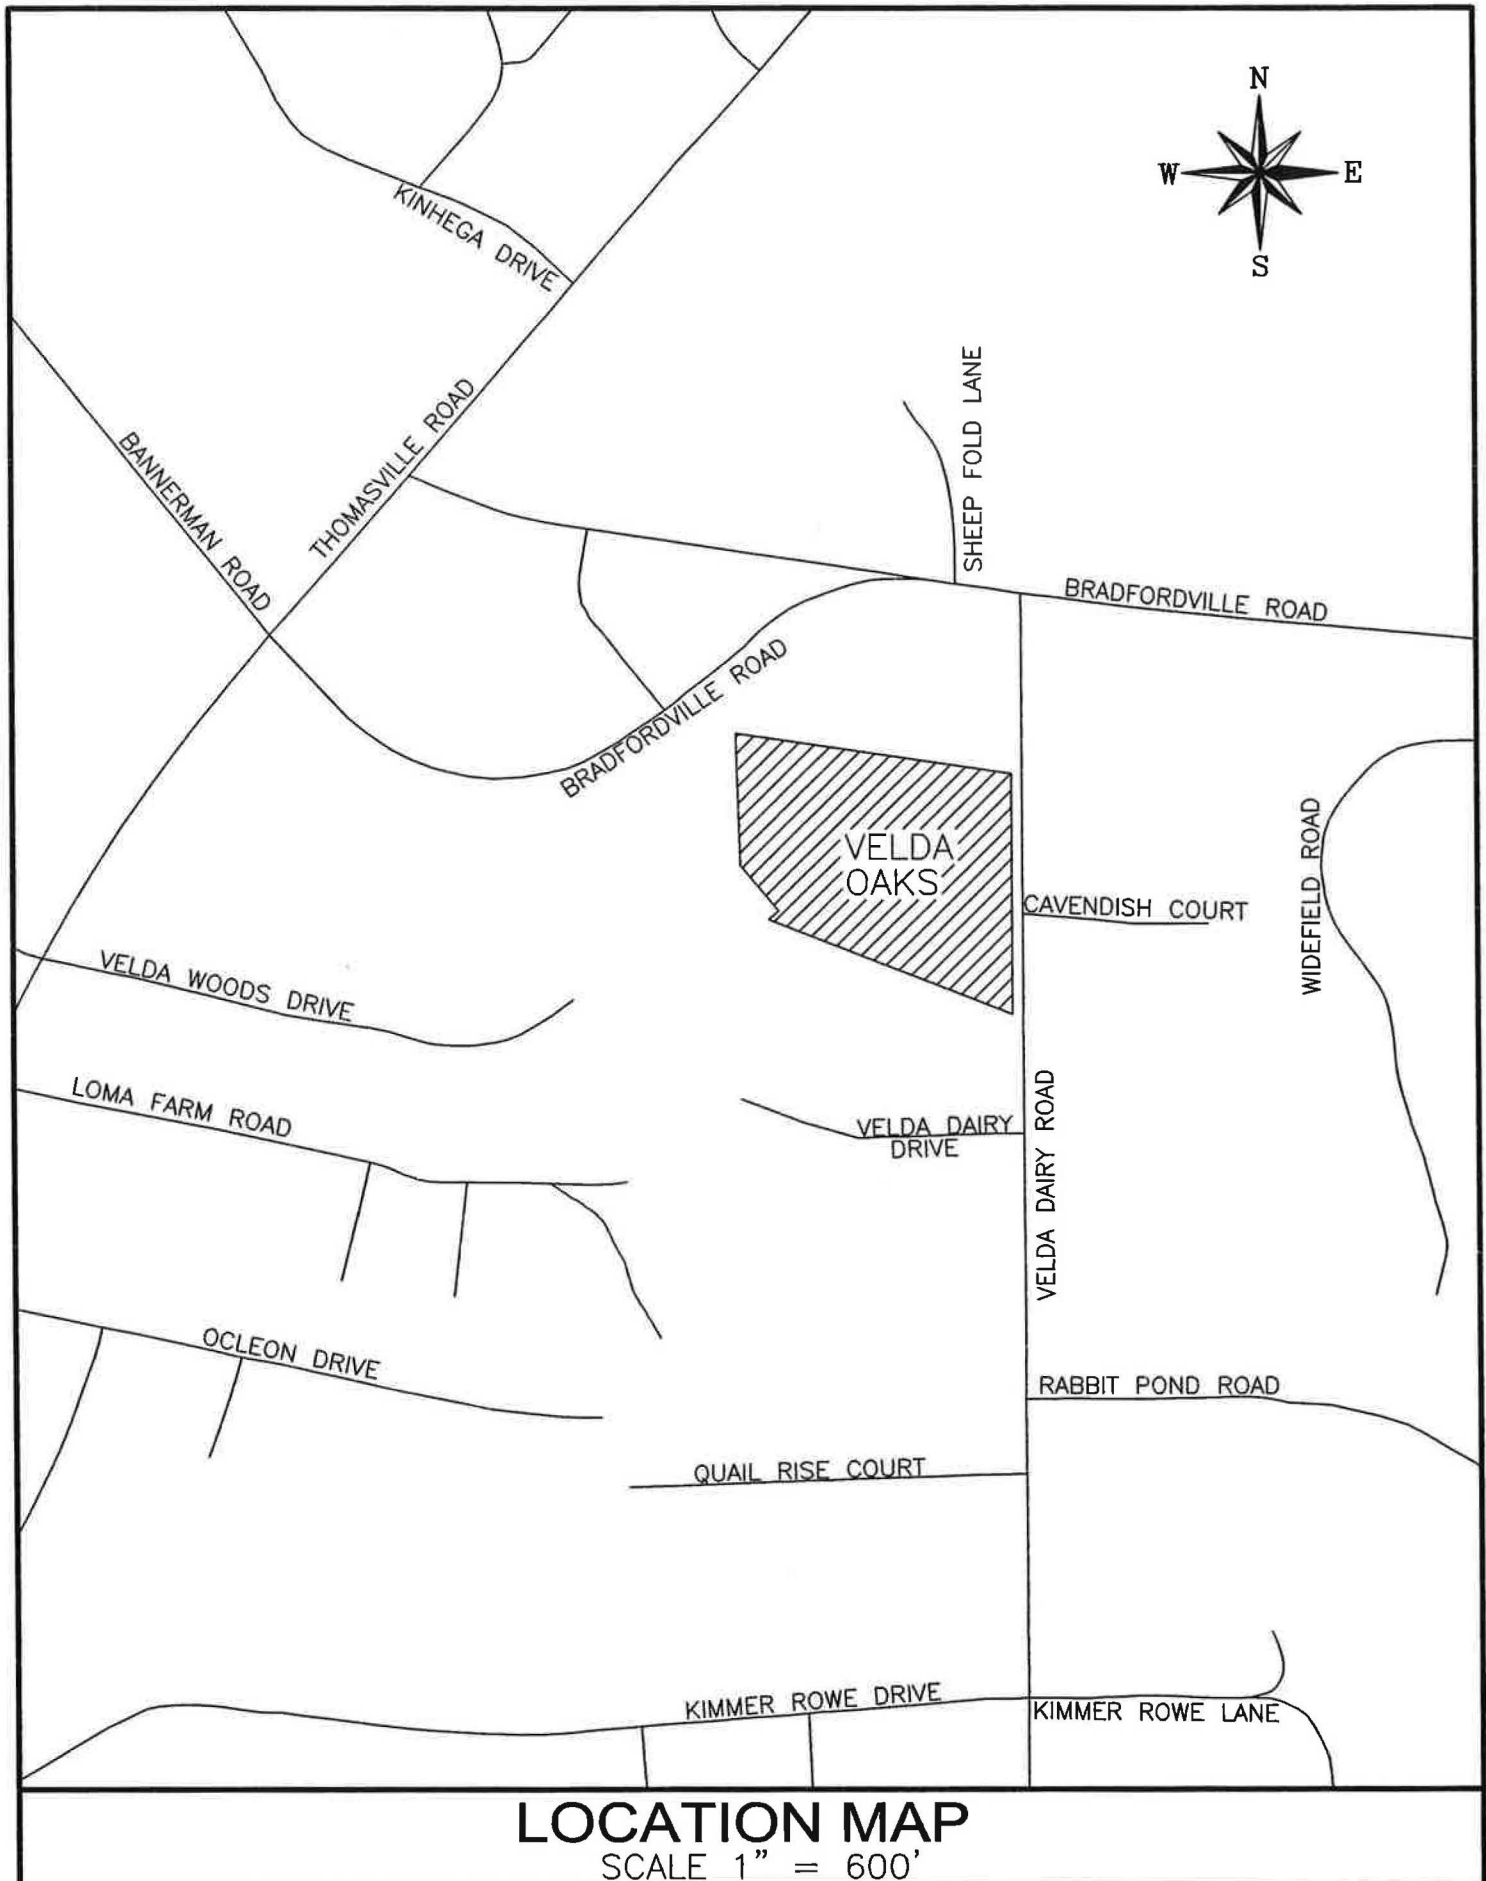 N
W
E
S
KINHEGA DRIVE
SHEEP FOLD LANE
THOMASVILLE ROAD
BANNERMAN ROAD
BRADFORDVILLE ROAD
BRADFORDVILLE ROAD
VELDA
OAKS
CAVENDISH COURT
WIDEFIELD ROAD
VELDA WOODS DRIVE
LOMA FARM ROAD
VELDA DAIRY
DRIVE
VELDA DAIRY ROAD
OCLEON DRIVE
RABBIT POND ROAD
QUAIL RISE COURT
KIMMER ROWE DRIVE
KIMMER ROWE LANE
LOCATION MAP
SCALE 1" = 600'